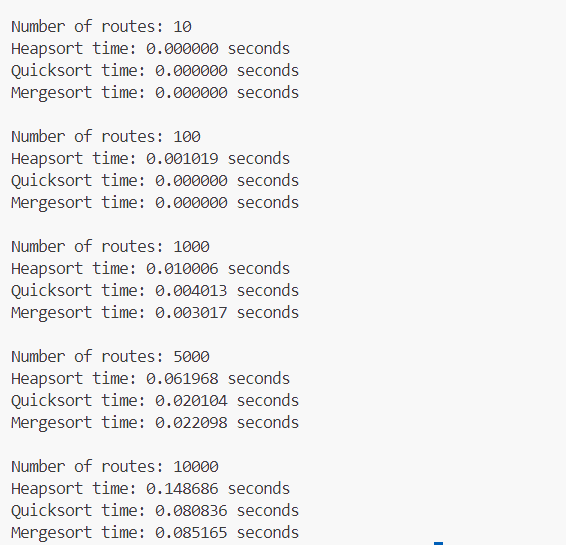 Number of routes: 10
Heapsort time: 0.000000 seconds
Quicksort time: 0.000000 seconds
Mergesort time: 0.000000 seconds
Number of routes: 100
Heapsort time: 0.001019 seconds
Quicksort time: 0.000000 seconds
Mergesort time: 0.000000 seconds
Number of routes: 1000
Heapsort time: 0.010006 seconds
Quicksort time: 0.004013 seconds
Mergesort time: 0.003017 seconds
Number of routes: 5000
Heapsort time: 0.061968 seconds
Quicksort time: 0.020104 seconds
Mergesort time: 0.022098 seconds
Number of routes: 10000
Heapsort time: 0.148686 seconds
Quicksort time: 0.080836 seconds
Mergesort time: 0.085165 seconds